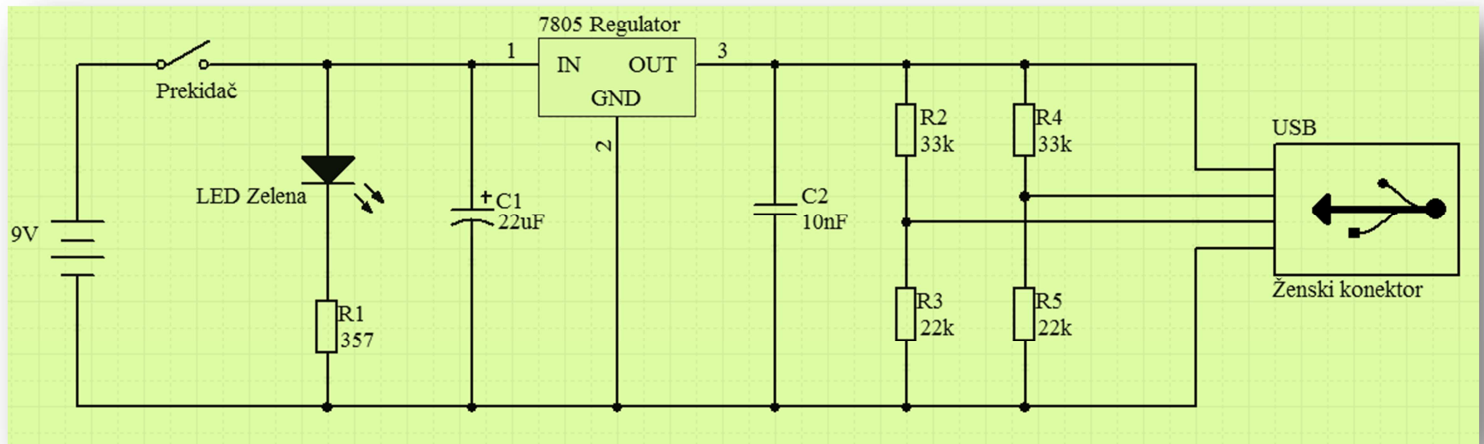 7805 Regulator
1
IN
OUT
3
GND
2
Prekidač
LED Zelena
9V
R1
357
C1
22uF
C2
10nF
R2
33k
R4
33k
R3
22k
R5
22k
USB
Ženski konektor